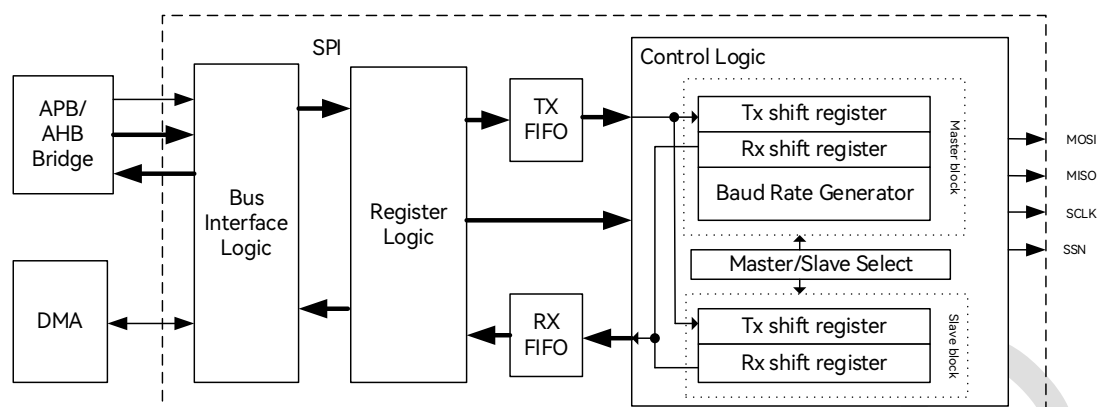 SPI
APB/
AHB
Bridge
DMA
Bus
Interface
Logic
Register
Logic
TX
FIFO
RX
FIFO
Control Logic
Tx shift register
Rx shift register
Baud Rate Generator
Master block
Master/Slave Select
Tx shift register
Rx shift register
Slave block
MOSI
MISO
SCLK
SSN